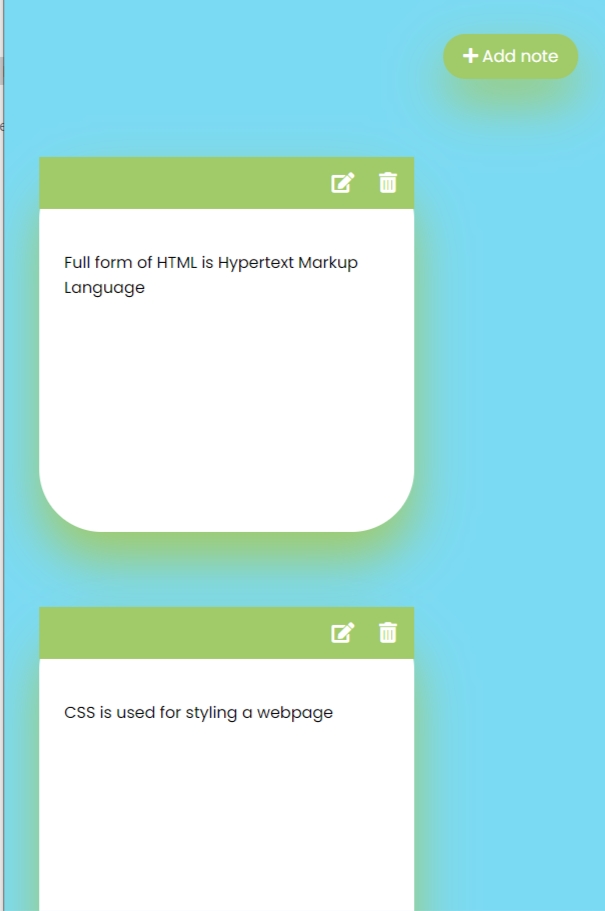 Add note
Full form of HTML is Hypertext Markup
Language
CSS is used for styling a webpage